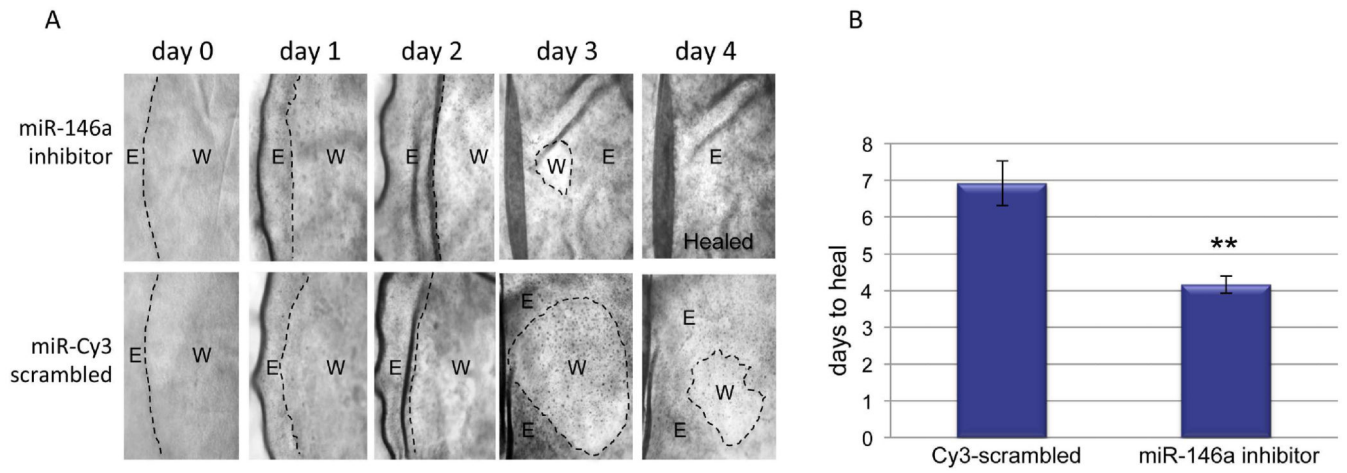 A
B
day 0 day 1 day 2 day 3 day 4
miR-146a
inhibitor
E W
E W
E W
W E
E
Healed
miR-Cy3
scrambled
E W
E W
E W
E
W
E
E
W
E
days to heal
8
7
6
5
4
3
2
1
0
**
Cy3-scrambled miR-146a inhibitor